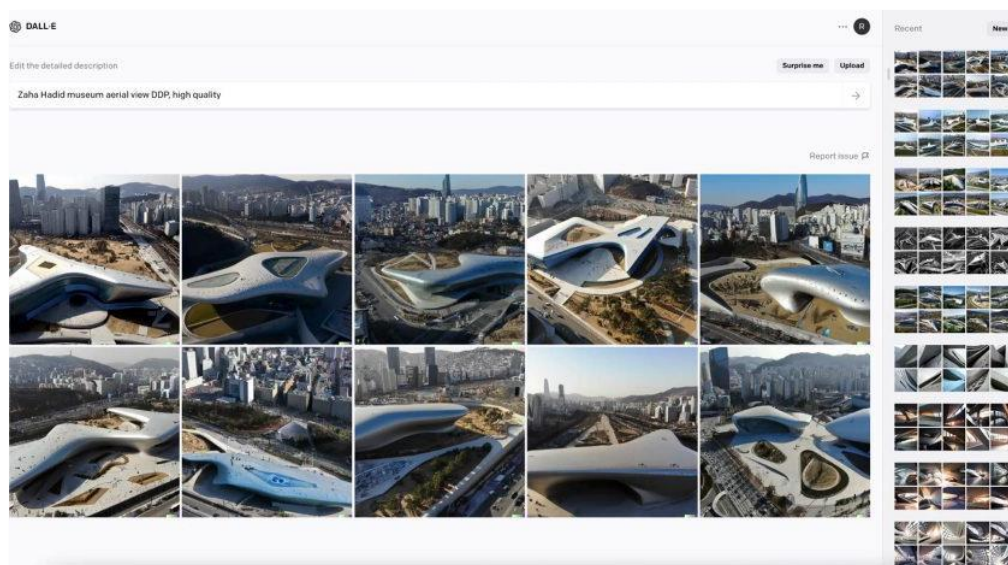 DALL·E
... R
Edit the detailed description
Surprise me
Upload
Zaha Hadid museum aerial view DDP, high quality
Report issue
Recent
New